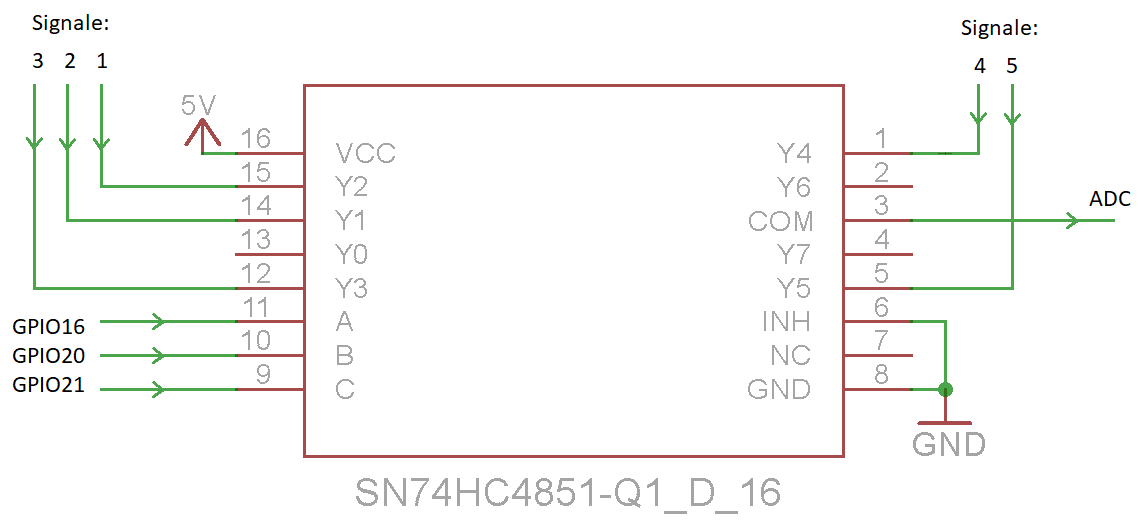 Signale:
3 2 1
Signale:
4 5
5V
16 VCC
15 Y2
14 Y1
13 Y0
12 Y3
GPIO16 11 A
GPIO20 10 B
GPIO21 9 C
Y4 1
Y6 2
COM 3 ADC
Y7 4
Y5 5
INH 6
NC 7
GND 8
GND
SN74HC4851-Q1_D_16